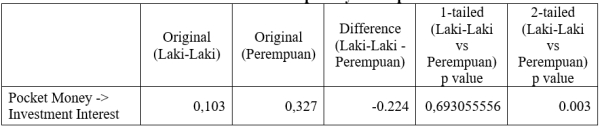 Original
(Laki-Laki)
Original
(Perempuan)
Difference
(Laki-Laki -
Perempuan)
1-tailed
(Laki-Laki
vs
Perempuan)
p value
2-tailed
(Laki-Laki
vs
Perempuan)
p value
Pocket Money ->
Investment Interest
0,103
0,327
-0.224
0,693055556
0.003